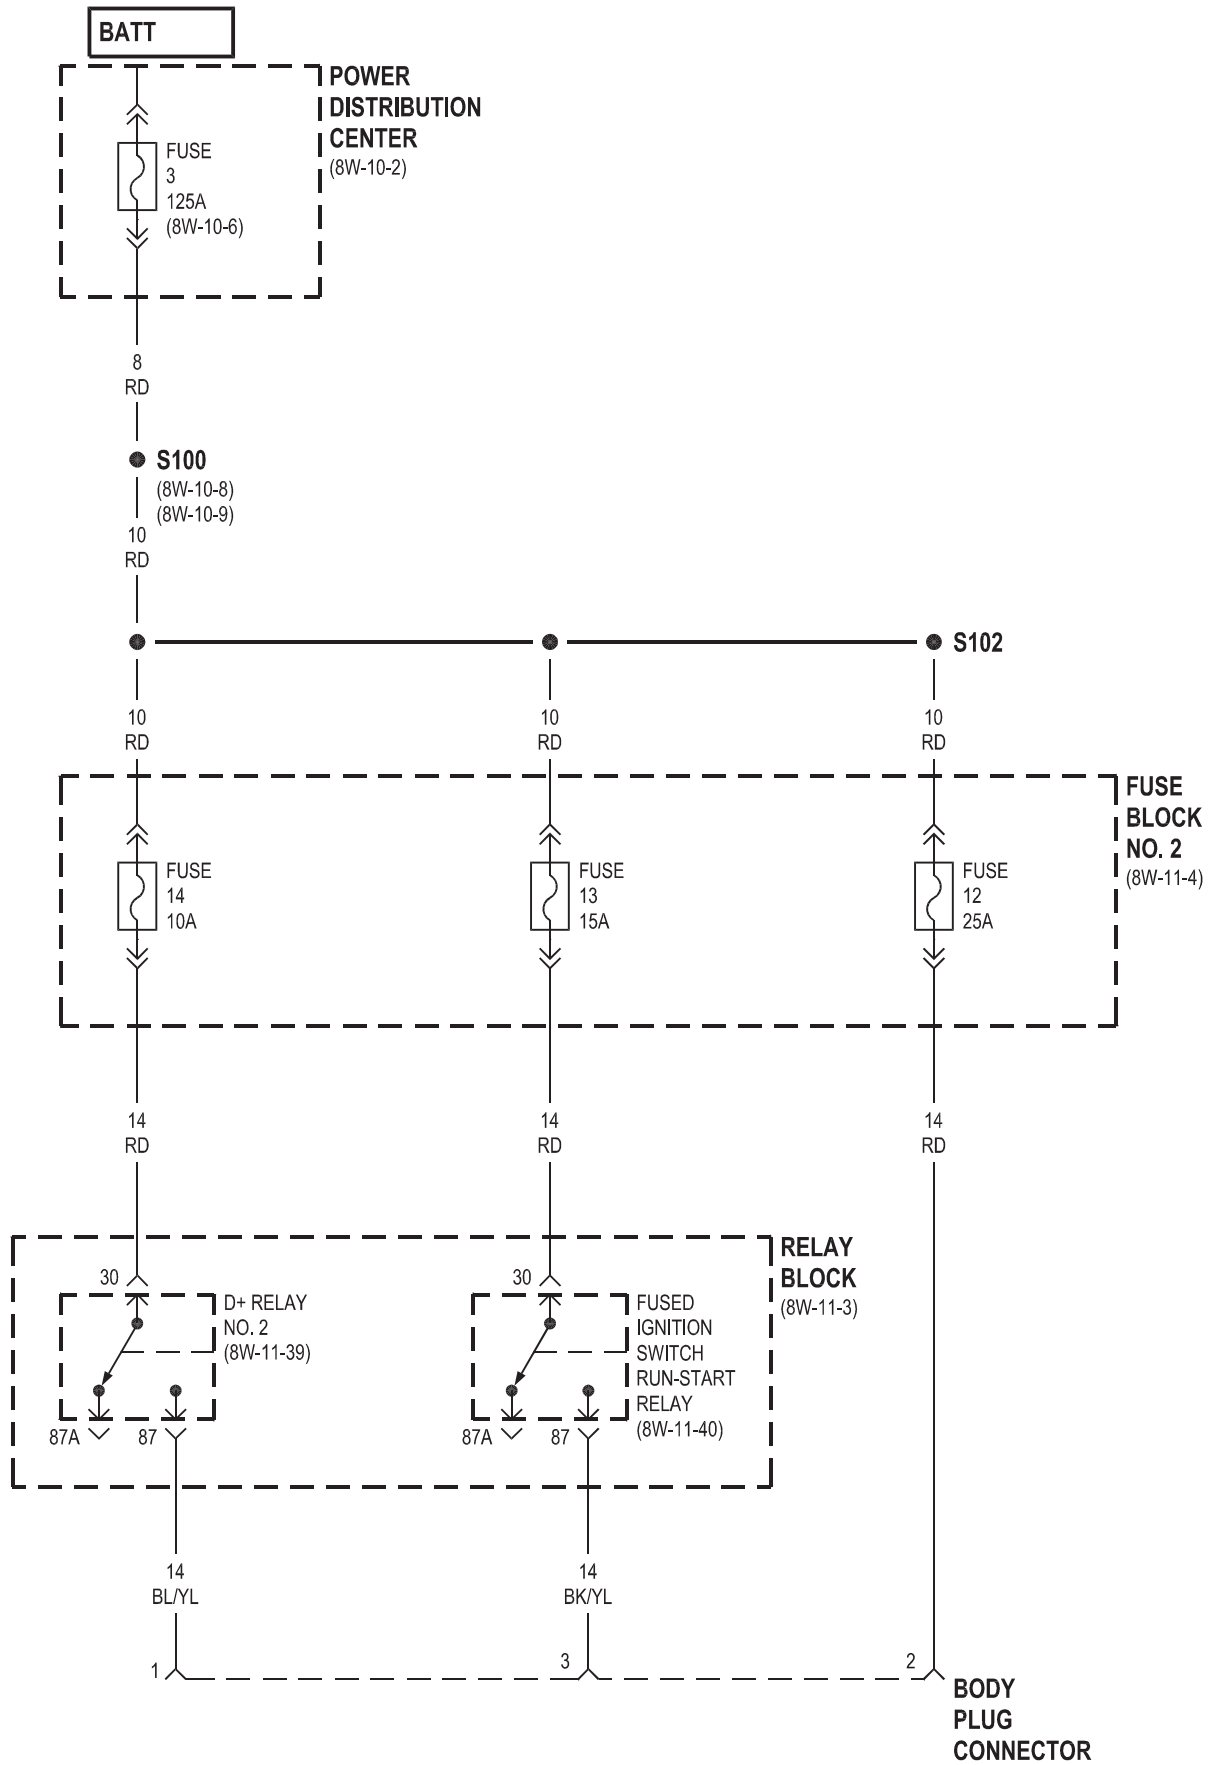 BATT
POWER
DISTRIBUTION
CENTER
(8W-10-2)
FUSE
3
125A
(8W-10-6)
8
RD
S100
(8W-10-8)
(8W-10-9)
10
RD
S102
10
RD
10
RD
10
RD
FUSE
BLOCK
NO. 2
(8W-11-4)
FUSE
14
10A
FUSE
13
15A
FUSE
12
25A
14
RD
14
RD
14
RD
RELAY
BLOCK
(8W-11-3)
30
D+ RELAY
NO. 2
(8W-11-39)
87A
87
30
FUSED
IGNITION
SWITCH
RUN-START
RELAY
(8W-11-40)
87A
87
14
BL/YL
14
BK/YL
1
3
2
BODY
PLUG
CONNECTOR